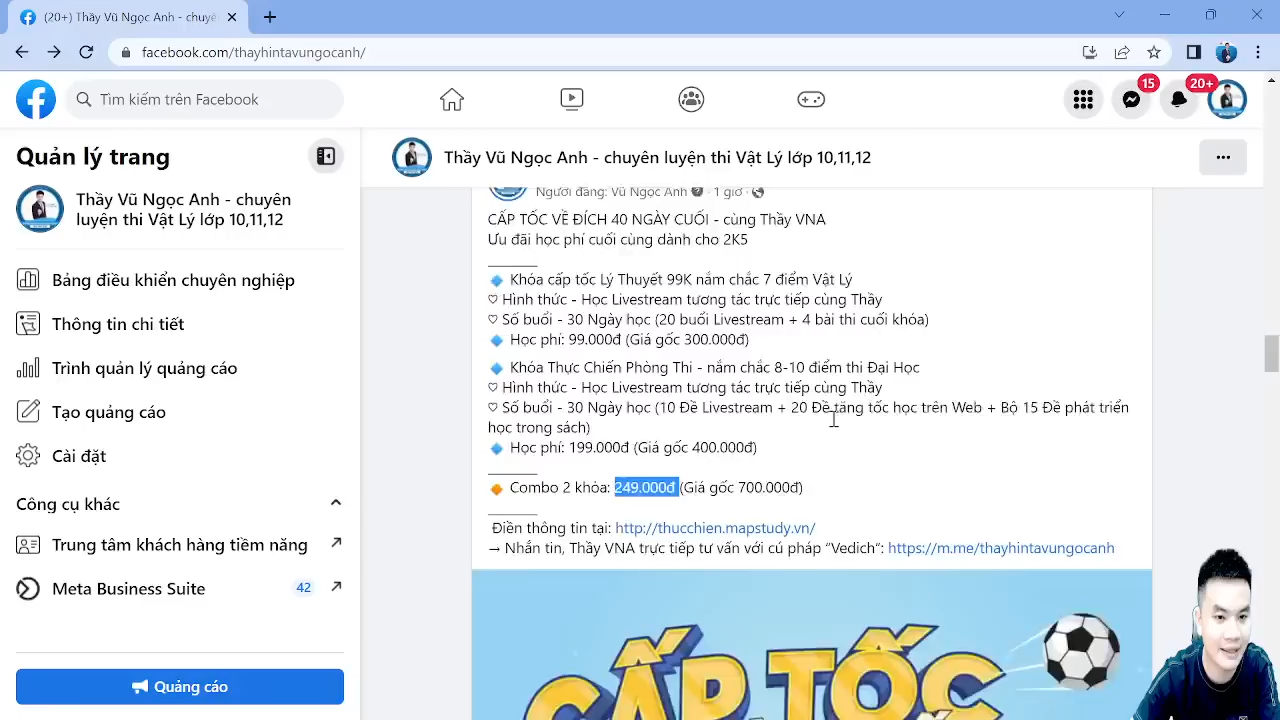 (20+) Thầy Vũ Ngọc Anh - chuyê
facebook.com/thayhintavungocanh/
Tìm kiếm trên Facebook
15
20+
Quản lý trang
Thầy Vũ Ngọc Anh - chuyên
luyện thi Vật Lý lớp 10,11,12
Bảng điều khiển chuyên nghiệp
Thông tin chi tiết
Trình quản lý quảng cáo
Tạo quảng cáo
Cài đặt
Công cụ khác
Trung tâm khách hàng tiềm năng
Meta Business Suite
42
Quảng cáo
Thầy Vũ Ngọc Anh - chuyên luyện thi Vật Lý lớp 10,11,12
Người đăng: Vũ Ngọc Anh · 1 giờ ·
CẤP TỐC VỀ ĐÍCH 40 NGÀY CUỐI - cùng Thầy VNA
Ưu đãi học phí cuối cùng dành cho 2K5
Khóa cấp tốc Lý Thuyết 99K nắm chắc 7 điểm Vật Lý
♡ Hình thức - Học Livestream tương tác trực tiếp cùng Thầy
♡ Số buổi - 30 Ngày học (20 buổi Livestream + 4 bài thi cuối khóa)
Học phí: 99.000đ (Giá gốc 300.000đ)
Khóa Thực Chiến Phòng Thi - nắm chắc 8-10 điểm thi Đại Học
♡ Hình thức - Học Livestream tương tác trực tiếp cùng Thầy
♡ Số buổi - 30 Ngày học (10 Đề Livestream + 20 Đề tăng tốc học trên Web + Bộ 15 Đề phát triển
học trong sách)
Học phí: 199.000đ (Giá gốc 400.000đ)
Combo 2 khóa: 249.000đ (Giá gốc 700.000đ)
Điền thông tin tại: http://thucchien.mapstudy.vn/
→ Nhắn tin, Thầy VNA trực tiếp tư vấn với cú pháp “Vedich”: https://m.me/thayhintavungocanh
CẤP TỐC